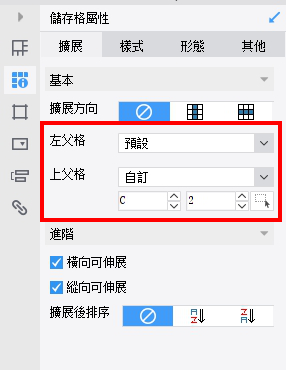 儲存格屬性
擴展 樣式 形態 其他
基本
擴展方向
左父格 預設
上父格 自訂
C 2
進階
橫向可伸展
縱向可伸展
擴展後排序 A Z Z A